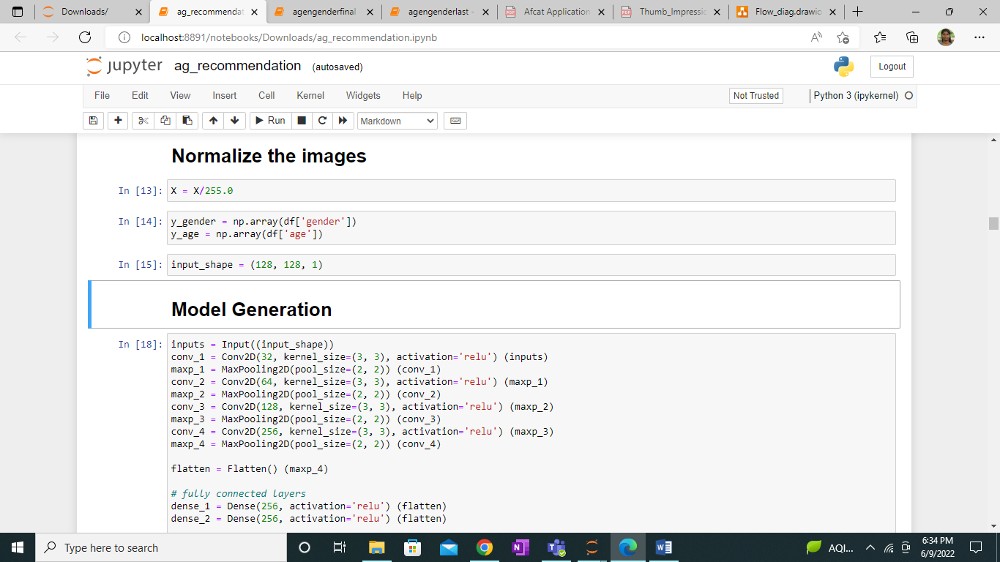 Downloads/
ag_recommendat
agengenderfinal
agengenderlast -
Afcat Application
Thumb_Impressio
Flow_diag.drawio
localhost:8891/notebooks/Downloads/ag_recommendation.ipynb
jupyter ag_recommendation (autosaved)
Logout
File Edit View Insert Cell Kernel Widgets Help
Not Trusted
Python 3 (ipykernel)
Run
Markdown
Normalize the images
In [13]: X = X/255.0
In [14]: y_gender = np.array(df['gender'])
y_age = np.array(df['age'])
In [15]: input_shape = (128, 128, 1)
Model Generation
In [18]: inputs = Input((input_shape))
conv_1 = Conv2D(32, kernel_size=(3, 3), activation='relu') (inputs)
maxp_1 = MaxPooling2D(pool_size=(2, 2)) (conv_1)
conv_2 = Conv2D(64, kernel_size=(3, 3), activation='relu') (maxp_1)
maxp_2 = MaxPooling2D(pool_size=(2, 2)) (conv_2)
conv_3 = Conv2D(128, kernel_size=(3, 3), activation='relu') (maxp_2)
maxp_3 = MaxPooling2D(pool_size=(2, 2)) (conv_3)
conv_4 = Conv2D(256, kernel_size=(3, 3), activation='relu') (maxp_3)
maxp_4 = MaxPooling2D(pool_size=(2, 2)) (conv_4)
flatten = Flatten() (maxp_4)
# fully connected layers
dense_1 = Dense(256, activation='relu') (flatten)
dense_2 = Dense(256, activation='relu') (flatten)
Type here to search
AQI...
6:34 PM
6/9/2022